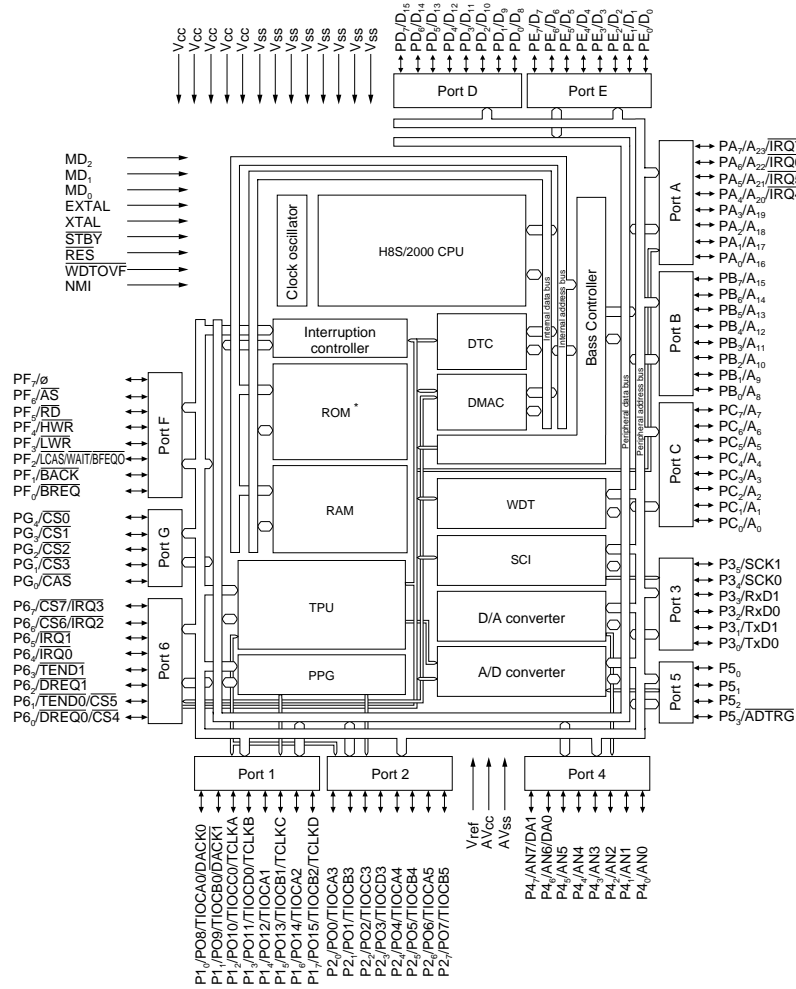 Vcc
Vcc
Vcc
Vcc
Vcc
Vss
Vss
Vss
Vss
Vss
Vss
Vss
Vss
PD₇/D₁₅
PD₆/D₁₄
PD₅/D₁₃
PD₄/D₁₂
PD₃/D₁₁
PD₂/D₁₀
PD₁/D₉
PD₀/D₈
PE₇/D₇
PE₆/D₆
PE₅/D₅
PE₄/D₄
PE₃/D₃
PE₂/D₂
PE₁/D₁
PE₀/D₀
Port D
Port E
MD₂
MD₁
MD₀
EXTAL
XTAL
STBY
RES
WDTOVF
NMI
Clock oscillator
H8S/2000 CPU
Internal data bus
Internal address bus
Bass Controller
Peripheral data bus
Peripheral address bus
Port A
PA₇/A₂₃/IRQ
PA₆/A₂₂/IRQ
PA₅/A₂₁/IRQ
PA₄/A₂₀/IRQ
PA₃/A₁₉
PA₂/A₁₈
PA₁/A₁₇
PA₀/A₁₆
Port B
PB₇/A₁₅
PB₆/A₁₄
PB₅/A₁₃
PB₄/A₁₂
PB₃/A₁₁
PB₂/A₁₀
PB₁/A₉
PB₀/A₈
Interruption
controller
DTC
DMAC
ROM *
RAM
WDT
SCI
TPU
D/A converter
PPG
A/D converter
PF₇/ø
PF₆/AS
PF₅/RD
PF₄/HWR
PF₃/LWR
PF₂/LCAS/WAIT/BFEQO
PF₁/BACK
PF₀/BREQ
Port F
PG₄/CS0
PG₃/CS1
PG₂/CS2
PG₁/CS3
PG₀/CAS
Port G
P6₇/CS7/IRQ3
P6₆/CS6/IRQ2
P6₅/IRQ1
P6₄/IRQ0
P6₃/TEND1
P6₂/DREQ1
P6₁/TEND0/CS5
P6₀/DREQ0/CS4
Port 6
Port C
PC₇/A₇
PC₆/A₆
PC₅/A₅
PC₄/A₄
PC₃/A₃
PC₂/A₂
PC₁/A₁
PC₀/A₀
Port 3
P3₅/SCK1
P3₄/SCK0
P3₃/RxD1
P3₂/RxD0
P3₁/TxD1
P3₀/TxD0
Port 5
P5₀
P5₁
P5₂
P5₃/ADTRG
Port 1
Port 2
Port 4
P1₀/PO8/TIOCA0/DACK0
P1₁/PO9/TIOCB0/DACK1
P1₂/PO10/TIOCC0/TCLKA
P1₃/PO11/TIOCD0/TCLKB
P1₄/PO12/TIOCA1
P1₅/PO13/TIOCB1/TCLKC
P1₆/PO14/TIOCA2
P1₇/PO15/TIOCB2/TCLKD
P2₀/PO0/TIOCA3
P2₁/PO1/TIOCB3
P2₂/PO2/TIOCC3
P2₃/PO3/TIOCD3
P2₄/PO4/TIOCA4
P2₅/PO5/TIOCB4
P2₆/PO6/TIOCA5
P2₇/PO7/TIOCB5
Vref
AVcc
AVss
P4₇/AN7/DA1
P4₆/AN6/DA0
P4₅/AN5
P4₄/AN4
P4₃/AN3
P4₂/AN2
P4₁/AN1
P4₀/AN0